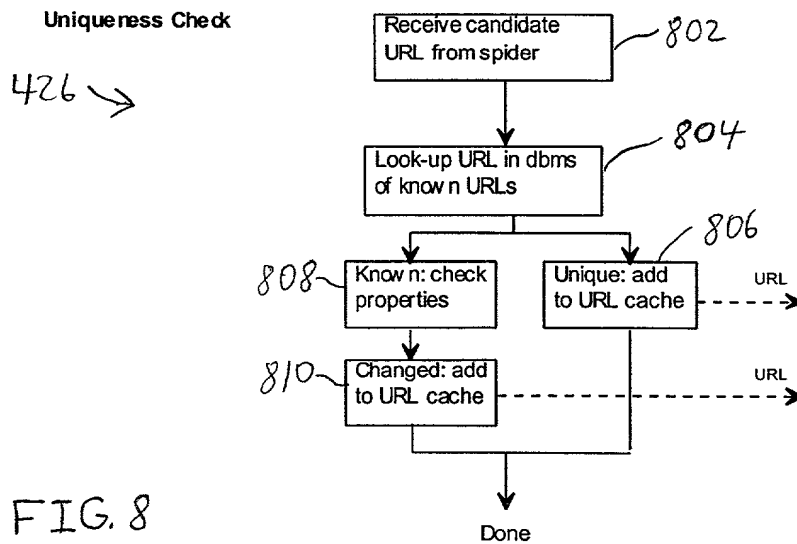 Uniqueness Check
426
Receive candidate
URL from spider
802
Look-up URL in dbms
of known URLs
804
Known: check
properties
808
Unique: add
to URL cache
806
URL
Changed: add
to URL cache
810
URL
Done
FIG. 8